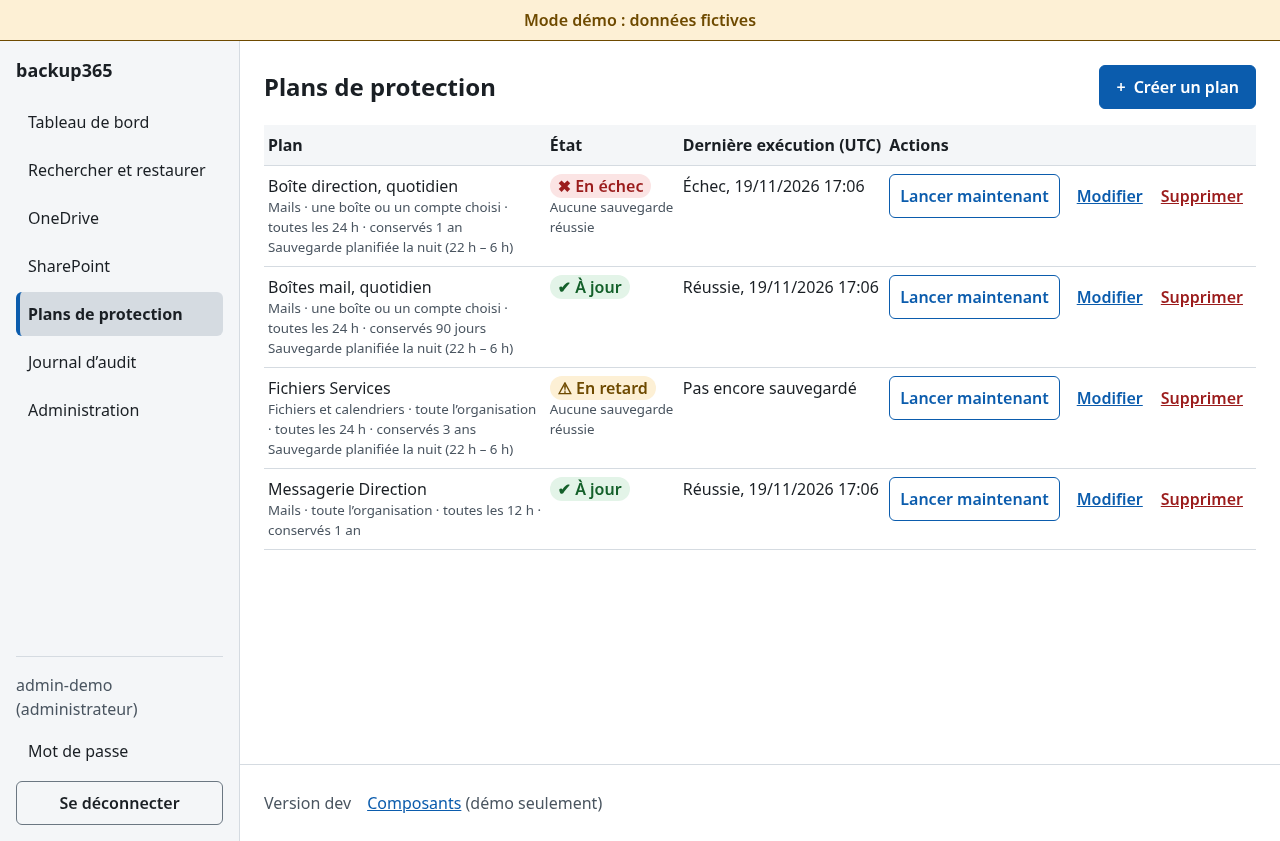 Mode démo : données fictives
backup365
Tableau de bord
Rechercher et restaurer
OneDrive
SharePoint
Plans de protection
Journal d’audit
Administration
admin-demo
(administrateur)
Mot de passe
Se déconnecter
Plans de protection
+ Créer un plan
Plan État Dernière exécution (UTC) Actions
Boîte direction, quotidien
Mails · une boîte ou un compte choisi ·
toutes les 24 h · conservés 1 an
Sauvegarde planifiée la nuit (22 h – 6 h)
✖ En échec
Aucune sauvegarde
réussie
Échec, 19/11/2026 17:06
Lancer maintenant Modifier Supprimer
Boîtes mail, quotidien
Mails · une boîte ou un compte choisi ·
toutes les 24 h · conservés 90 jours
Sauvegarde planifiée la nuit (22 h – 6 h)
✔ À jour
Réussie, 19/11/2026 17:06
Lancer maintenant Modifier Supprimer
Fichiers Services
Fichiers et calendriers · toute l’organisation
· toutes les 24 h · conservés 3 ans
Sauvegarde planifiée la nuit (22 h – 6 h)
⚠ En retard
Aucune sauvegarde
réussie
Pas encore sauvegardé
Lancer maintenant Modifier Supprimer
Messagerie Direction
Mails · toute l’organisation · toutes les 12 h ·
conservés 1 an
✔ À jour
Réussie, 19/11/2026 17:06
Lancer maintenant Modifier Supprimer
Version dev Composants (démo seulement)